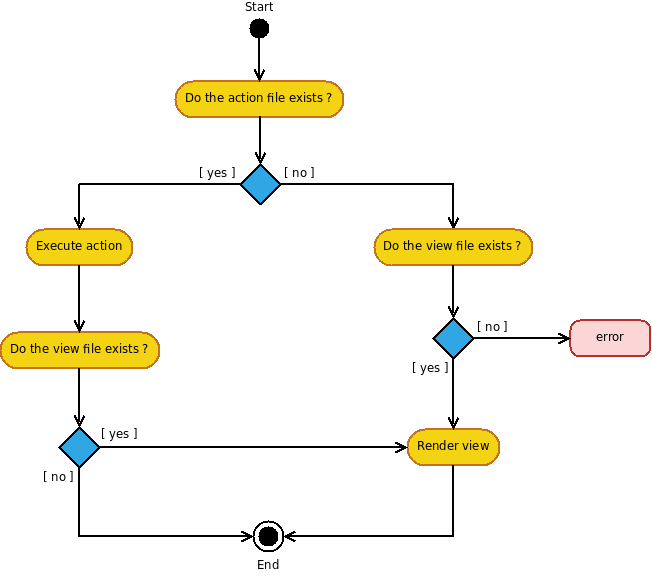 Start
Do the action file exists ?
[ yes ]
[ no ]
Execute action
Do the view file exists ?
[ no ]
error
Do the view file exists ?
[ yes ]
[ yes ]
Render view
[ no ]
End